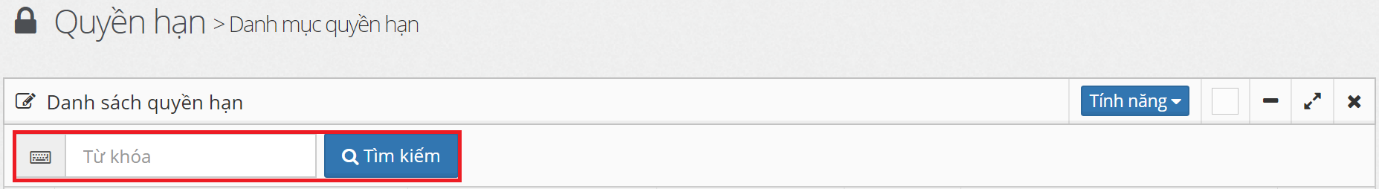 Quyền hạn > Danh mục quyền hạn
Danh sách quyền hạn Tính năng
Từ khóa Tìm kiếm